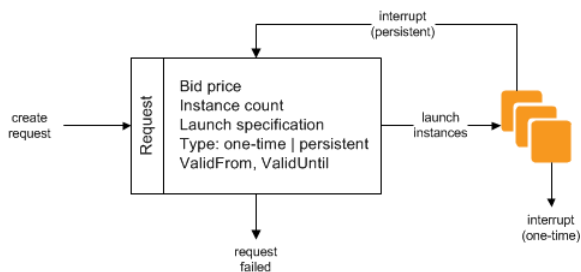 interrupt
(persistent)
create
request
Request
Bid price
Instance count
Launch specification
Type: one-time | persistent
ValidFrom, ValidUntil
launch
instances
interrupt
(one-time)
request
failed